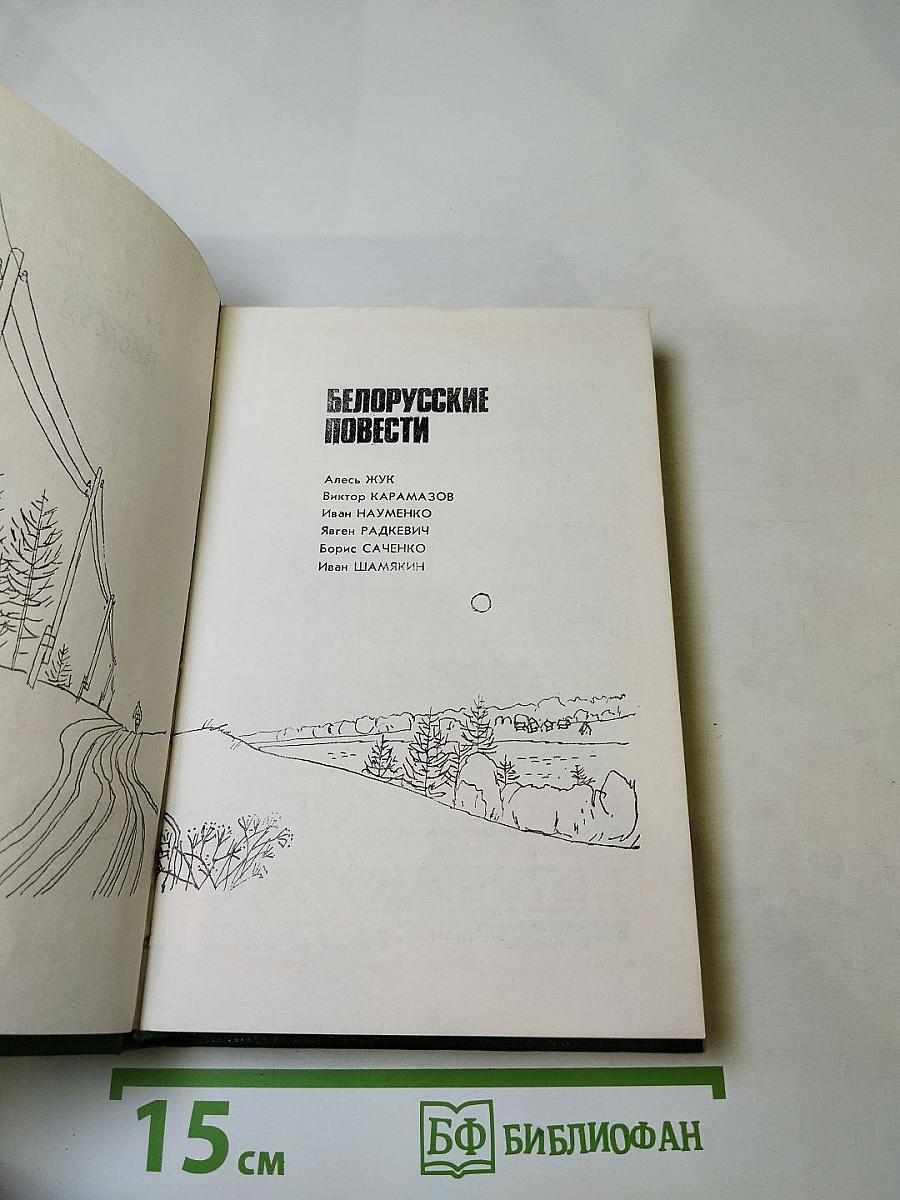 БЕЛОРУССКИЕ
ПОВЕСТИ
Алесь ЖУК
Виктор КАРАМАЗОВ
Иван НАУМЕНКО
Явген РАДКЕВИЧ
Борис САЧЕНКО
Иван ШАМЯКИН
15 см
БФ БИБЛИОФАН